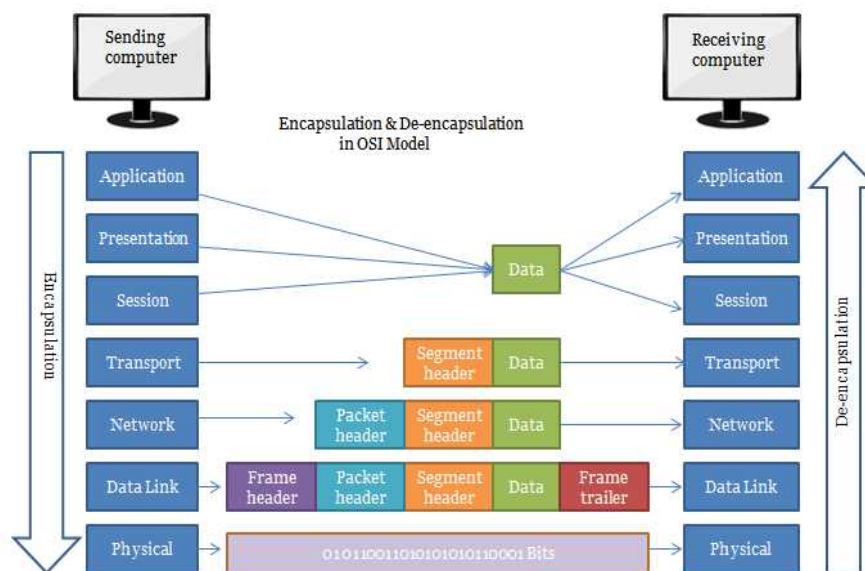 Sending
computer
Receiving
computer
Encapsulation & De-encapsulation
in OSI Model
Encapsulation
De-encapsulation
Application
Application
Presentation
Data
Presentation
Session
Session
Transport
Segment
header
Data
Transport
Network
Packet
header
Segment
header
Data
Network
Data Link
Frame
header
Packet
header
Segment
header
Data
Frame
trailer
Data Link
Physical
010110011010101010110001 Bits
Physical